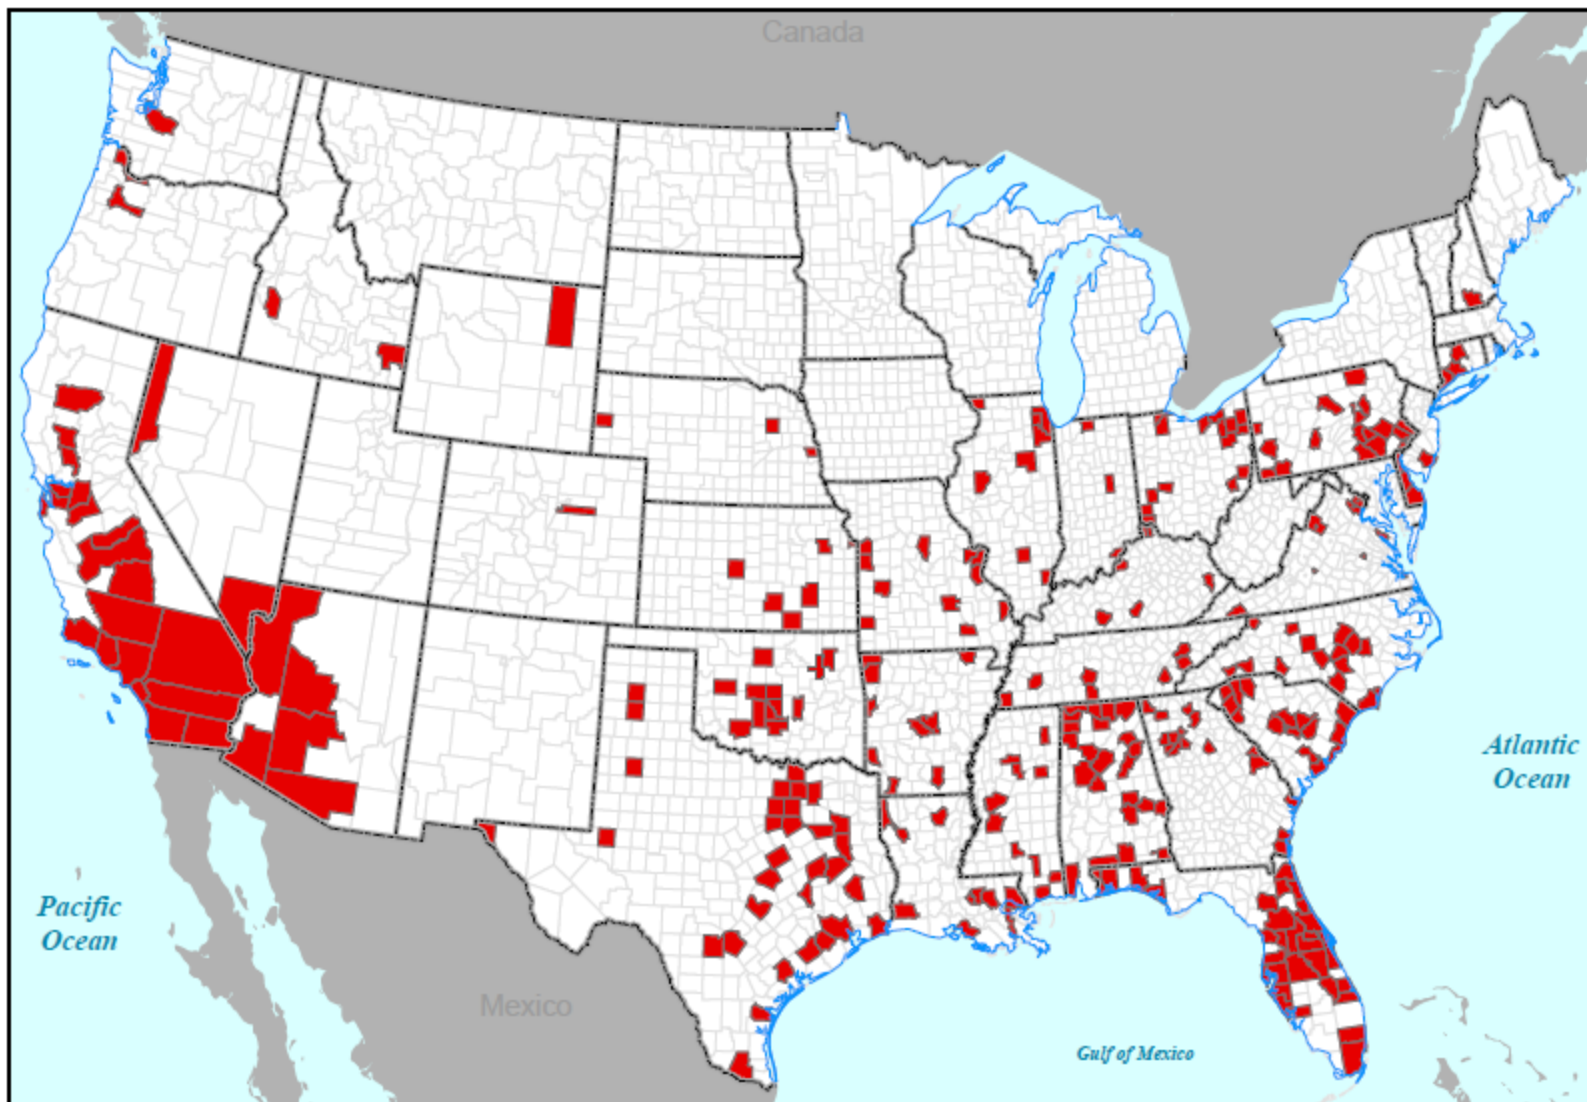 Canada
Atlantic
Ocean
Pacific
Ocean
Mexico
Gulf of Mexico